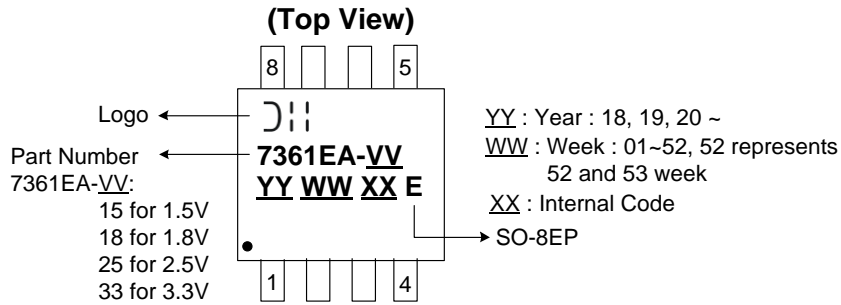 (Top View)
8
5
Logo
7361EA-VV
YY WW XX E
Part Number
7361EA-VV:
15 for 1.5V
18 for 1.8V
25 for 2.5V
33 for 3.3V
YY : Year : 18, 19, 20 ~
WW : Week : 01~52, 52 represents
52 and 53 week
XX : Internal Code
SO-8EP
1
4